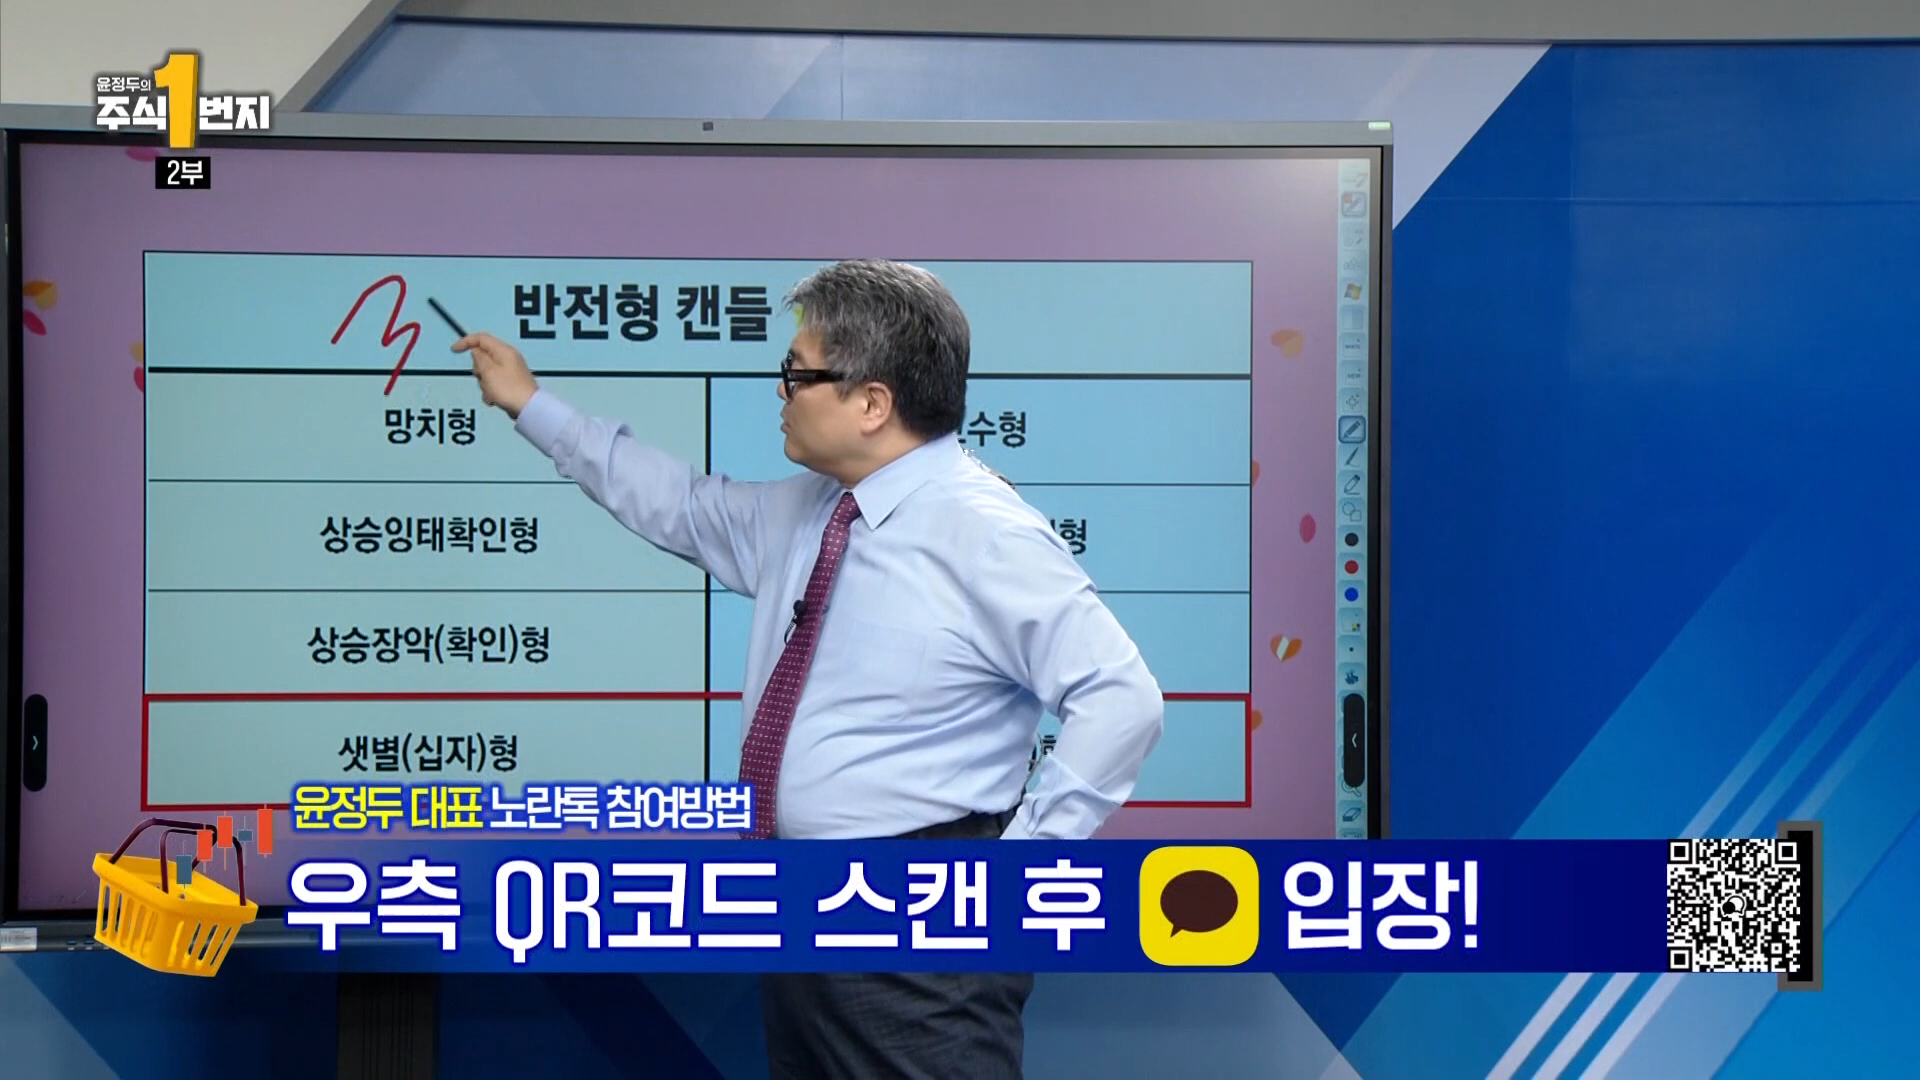 윤정두의
주식1번지
2부
반전형 캔들
망치형
수형
상승잉태확인형
형
상승장악(확인)형
샛별(십자)형
윤정두 대표 노란톡 참여방법
우측 QR코드 스캔 후 입장!